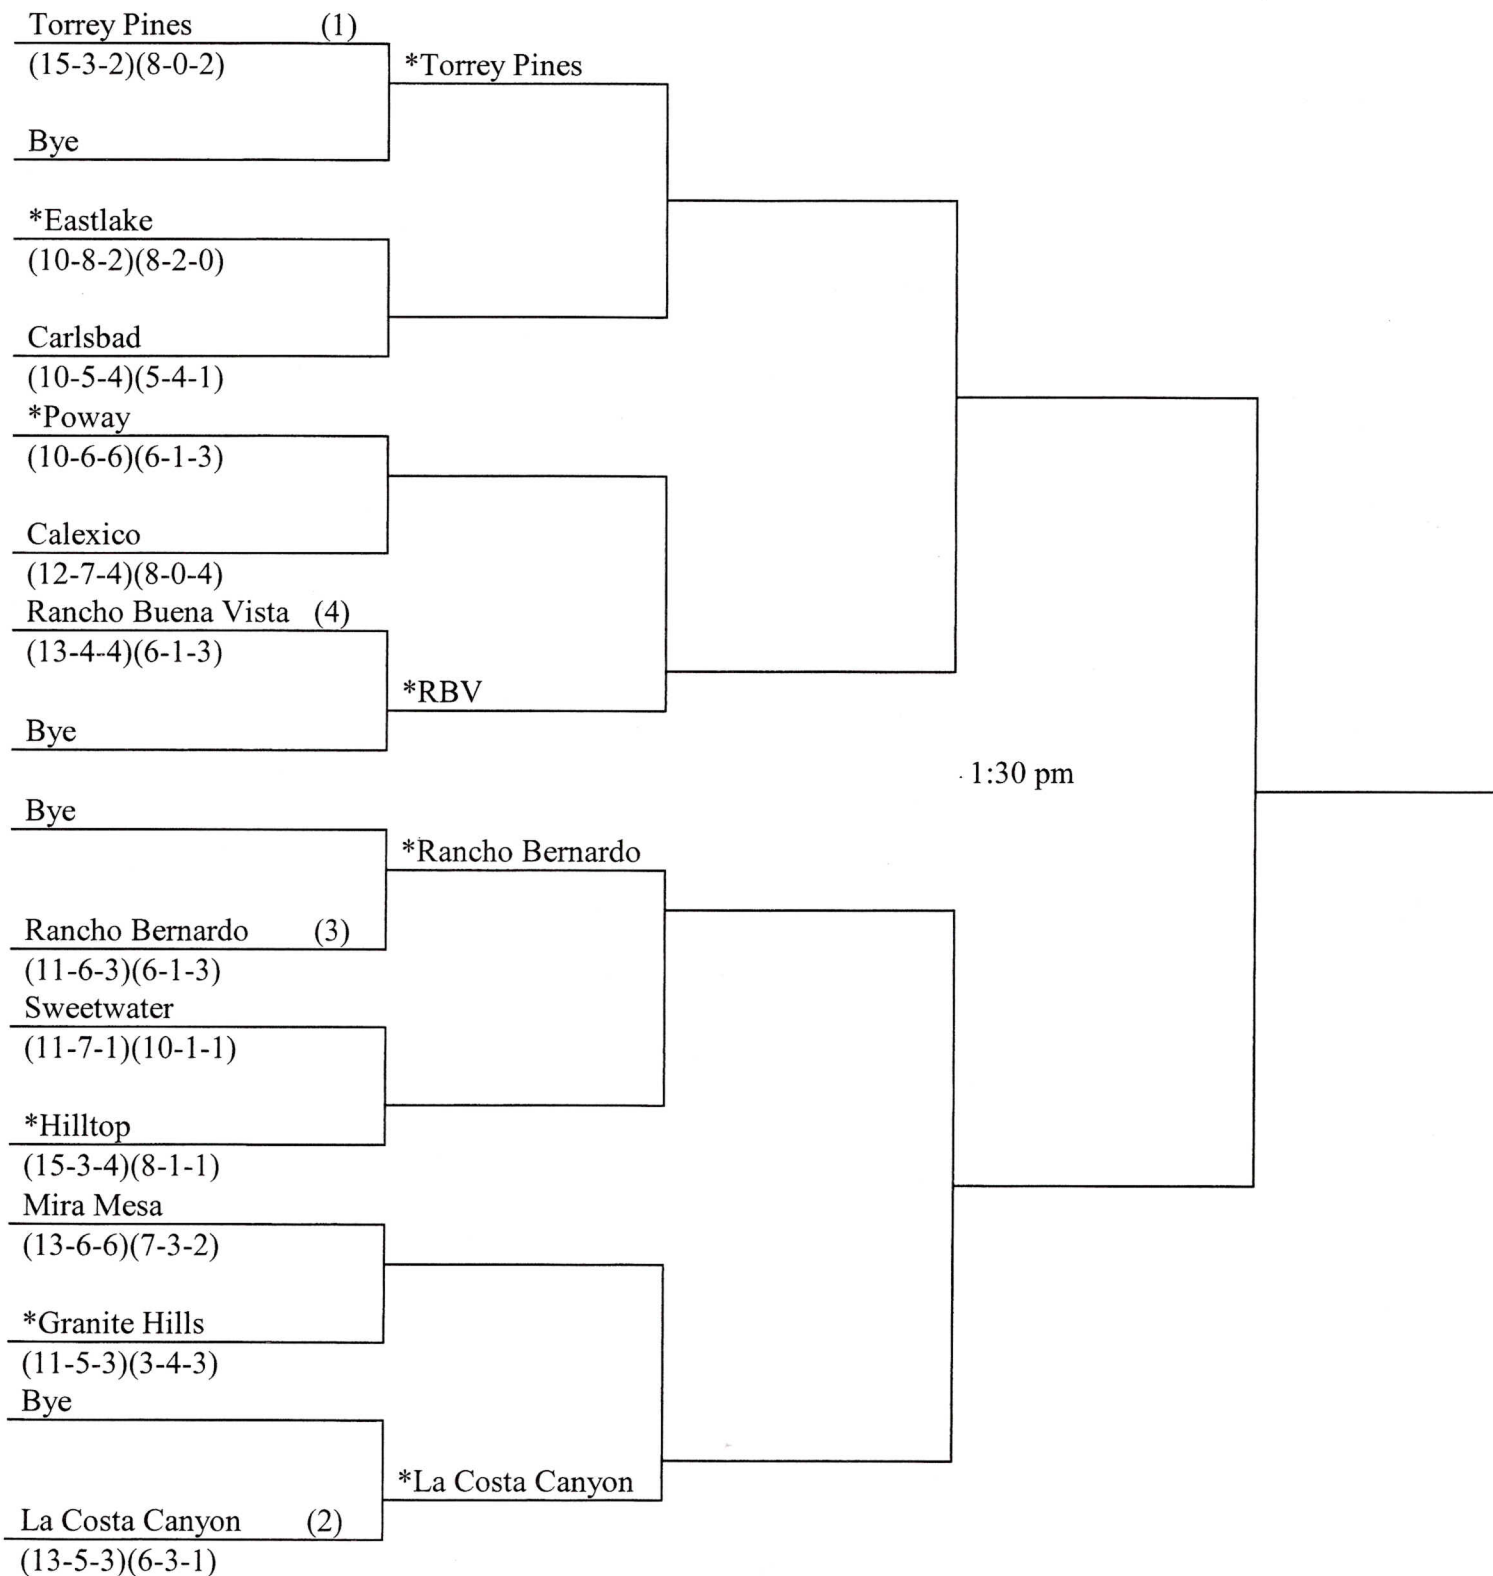 Torrey Pines (1)
(15-3-2)(8-0-2)
*Torrey Pines
Bye
*Eastlake
(10-8-2)(8-2-0)
Carlsbad
(10-5-4)(5-4-1)
*Poway
(10-6-6)(6-1-3)
Calexico
(12-7-4)(8-0-4)
Rancho Buena Vista (4)
(13-4-4)(6-1-3)
*RBV
Bye
1:30 pm
Bye
*Rancho Bernardo
Rancho Bernardo (3)
(11-6-3)(6-1-3)
Sweetwater
(11-7-1)(10-1-1)
*Hilltop
(15-3-4)(8-1-1)
Mira Mesa
(13-6-6)(7-3-2)
*Granite Hills
(11-5-3)(3-4-3)
Bye
*La Costa Canyon
La Costa Canyon (2)
(13-5-3)(6-3-1)